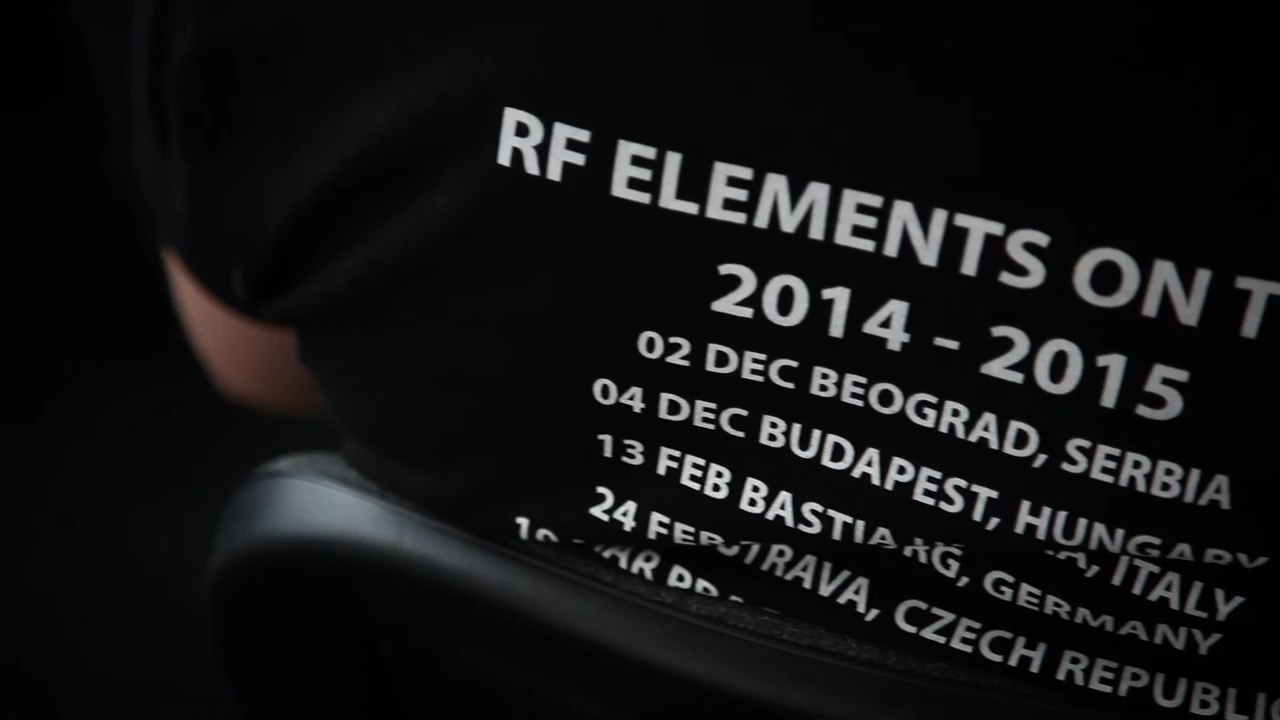 RF ELEMENTS ON
2014 - 2015
02 DEC BEOGRAD, SERBIA
04 DEC BUDAPEST, HUNGARY
13 FEB BASTIA ITALY
24 FEB GERMANY
MAR
CZECH